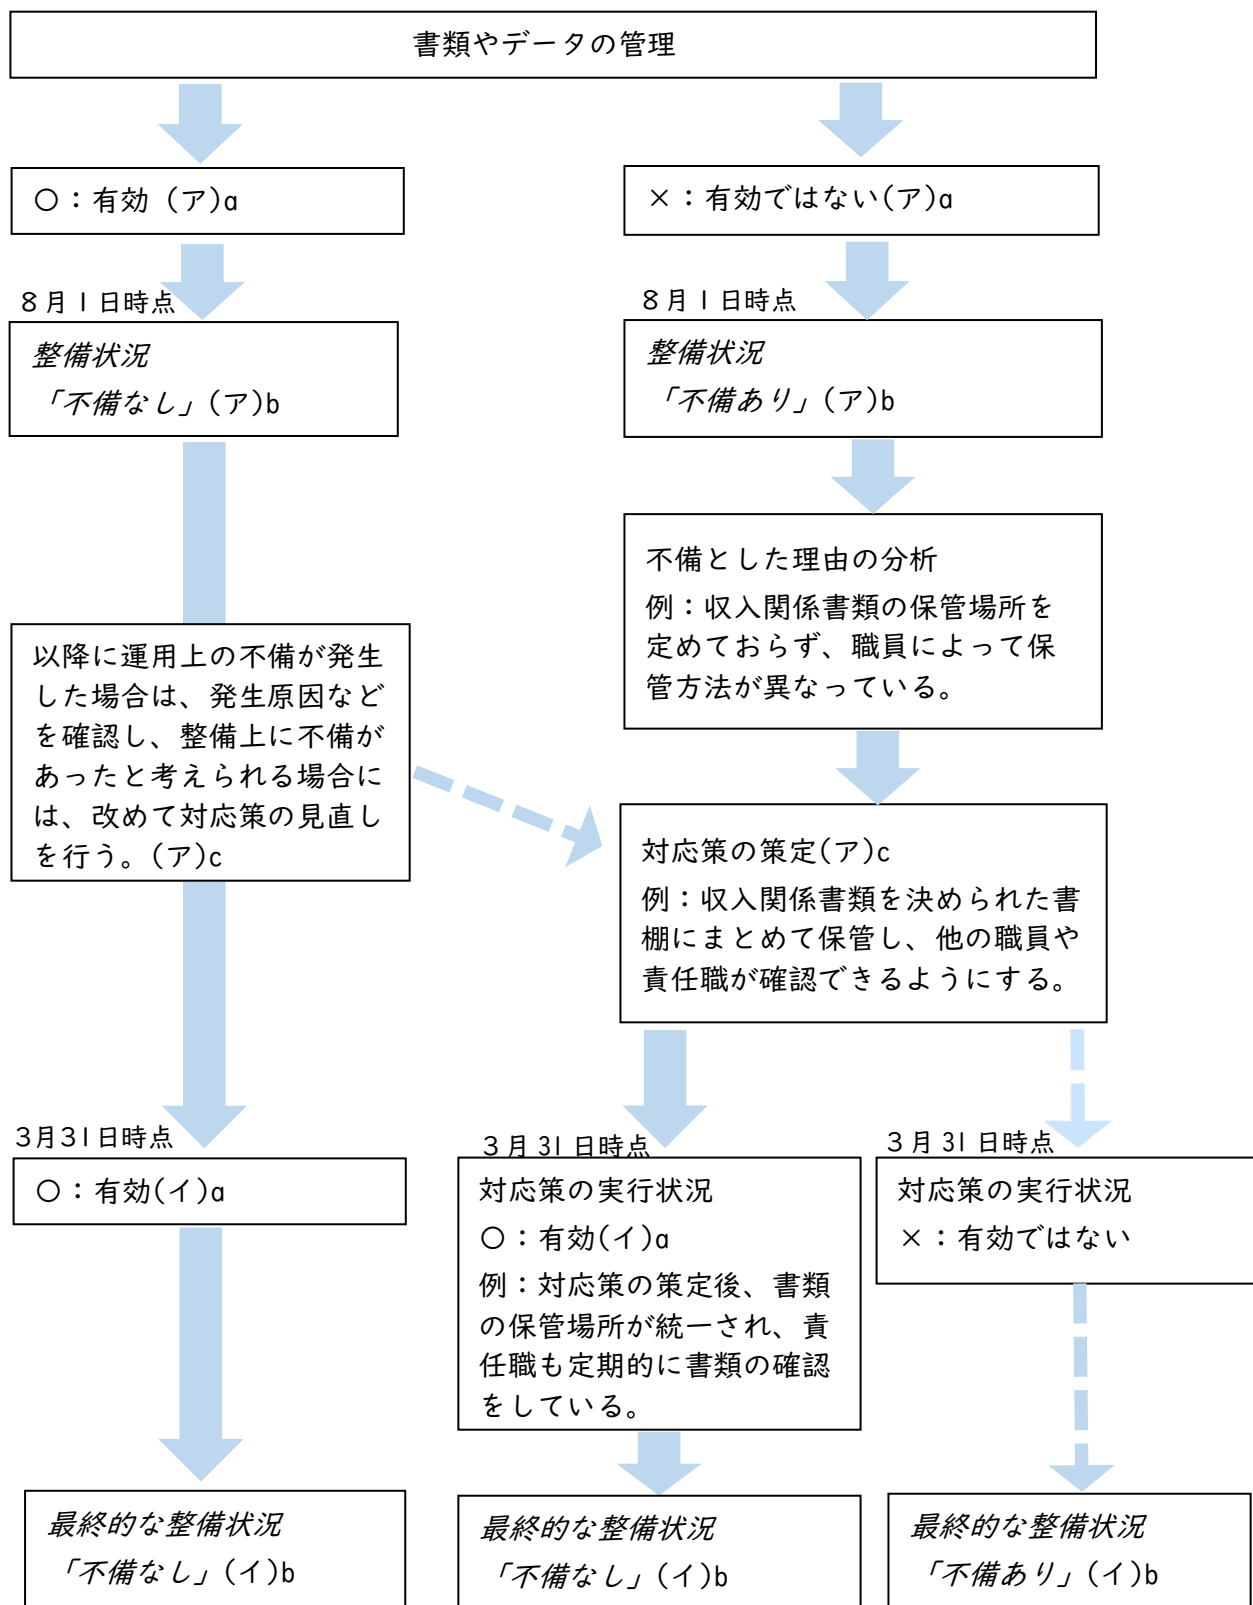 書類やデータの管理
○：有効 (ア)a
×：有効ではない(ア)a
8月1日時点
整備状況
「不備なし」(ア)b
8月1日時点
整備状況
「不備あり」(ア)b
不備とした理由の分析
例：収入関係書類の保管場所を
定めておらず、職員によって保
管方法が異なっている。
以降に運用上の不備が発生
した場合は、発生原因など
を確認し、整備上に不備が
あったと考えられる場合に
は、改めて対応策の見直し
を行う。(ア)c
対応策の策定(ア)c
例：収入関係書類を決められた書
棚にまとめて保管し、他の職員や
責任職が確認できるようにする。
3月31日時点
○：有効(イ)a
3月31日時点
対応策の実行状況
○：有効(イ)a
例：対応策の策定後、書類
の保管場所が統一され、責
任職も定期的に書類の確認
をしている。
3月31日時点
対応策の実行状況
×：有効ではない
最終的な整備状況
「不備なし」(イ)b
最終的な整備状況
「不備なし」(イ)b
最終的な整備状況
「不備あり」(イ)b